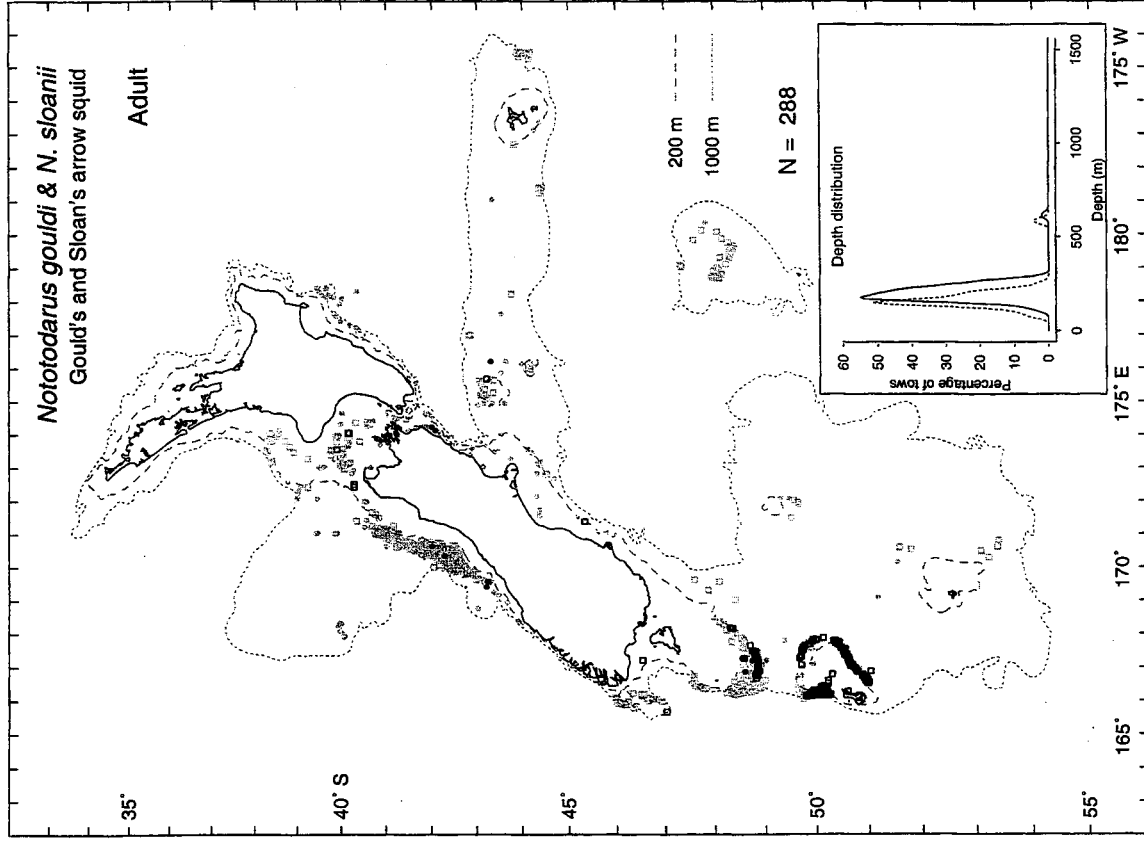 Nototodarus gouldi & N. sloanii
Gould's and Sloan's arrow squid
Adult
35°
40° S
45°
50°
55°
165°
170°
175° E
180°
175° W
200 m
1000 m
N = 288
Depth distribution
Percentage of tows
60
50
40
30
20
10
0
0
500
1000
1500
Depth (m)